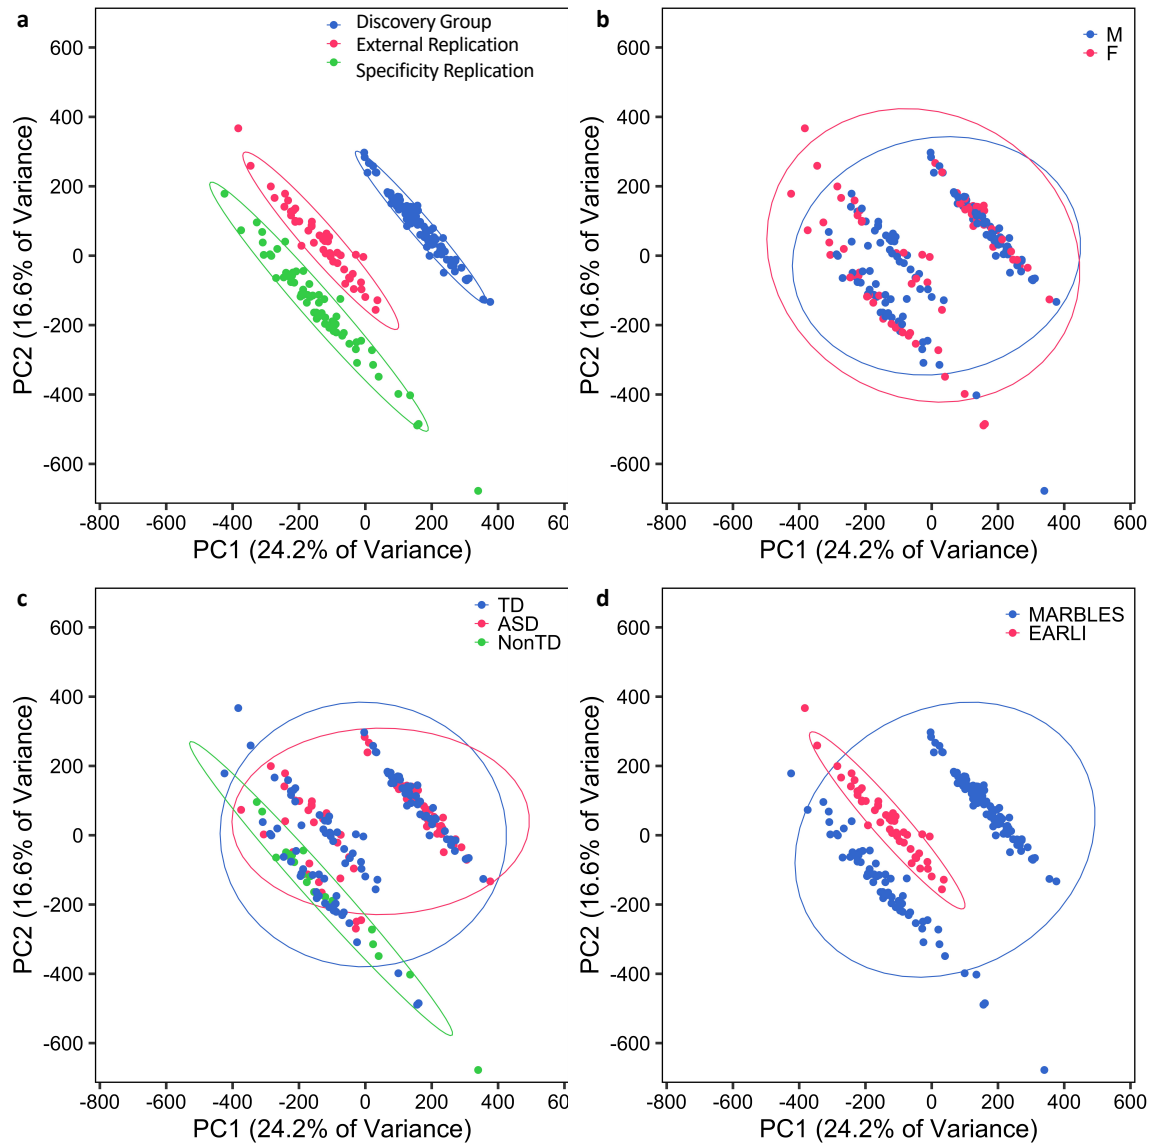 a
Discovery Group
External Replication
Specificity Replication
600
400
200
0
-200
-400
-600
PC2 (16.6% of Variance)
-800 -600 -400 -200 0 200 400 60
PC1 (24.2% of Variance)
b
M
F
600
400
200
0
-200
-400
-600
PC2 (16.6% of Variance)
-800 -600 -400 -200 0 200 400 600
PC1 (24.2% of Variance)
c
TD
ASD
NonTD
600
400
200
0
-200
-400
-600
PC2 (16.6% of Variance)
-800 -600 -400 -200 0 200 400 600
PC1 (24.2% of Variance)
d
MARBLES
EARLI
600
400
200
0
-200
-400
-600
PC2 (16.6% of Variance)
-800 -600 -400 -200 0 200 400 600
PC1 (24.2% of Variance)